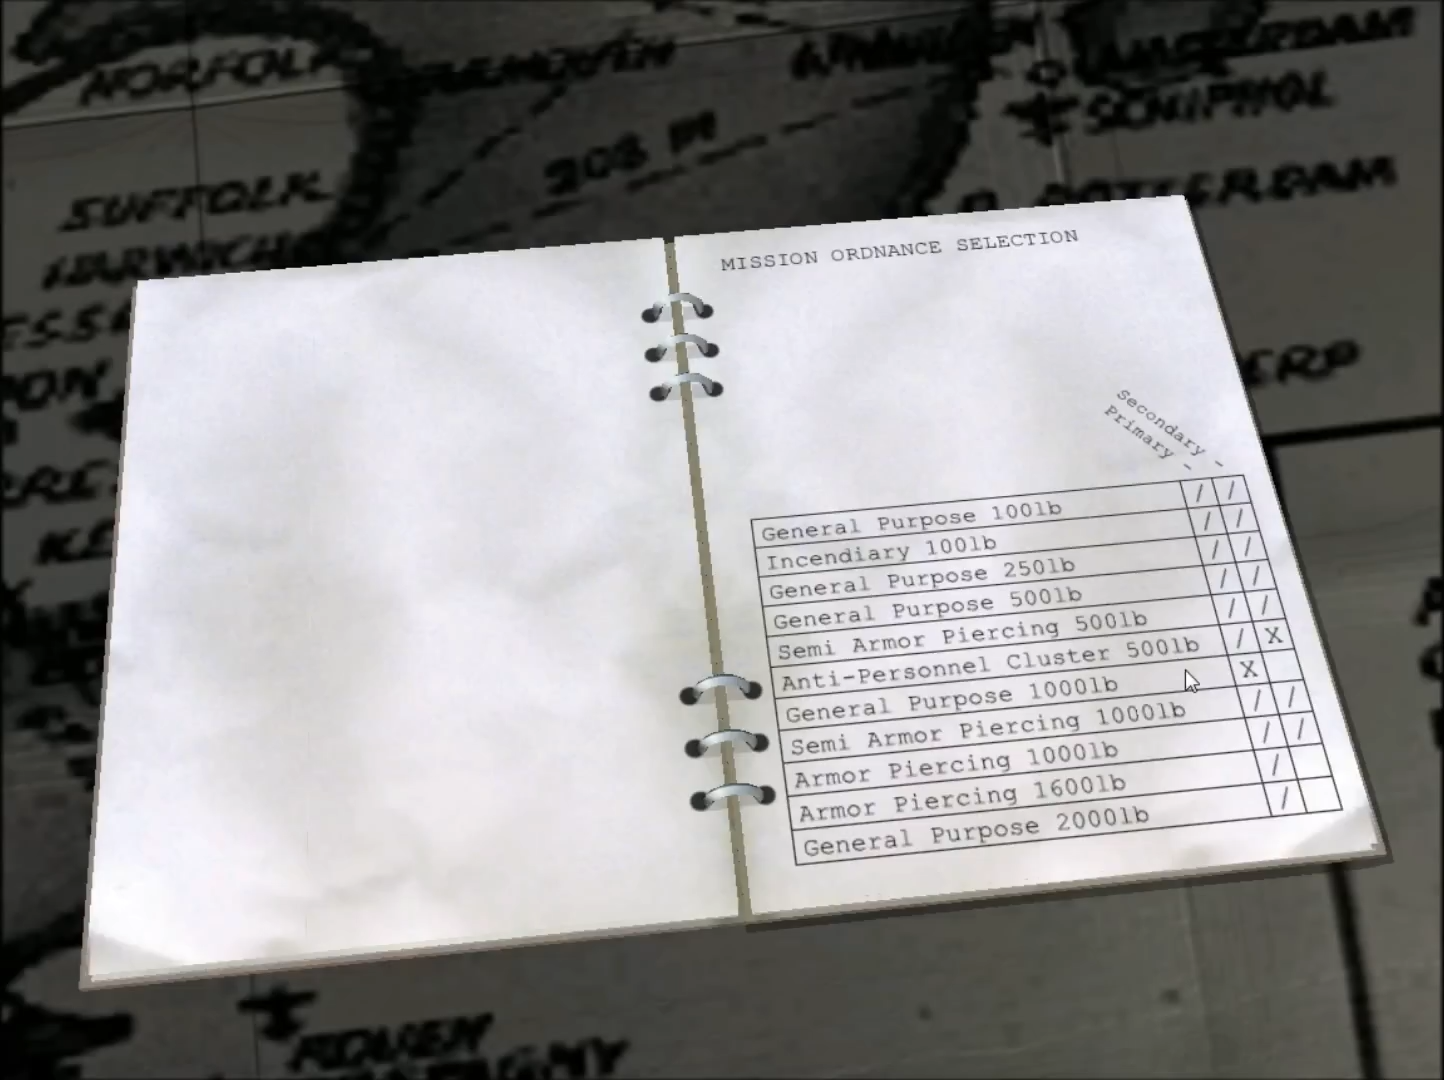 NORFOLK
SUFFOLK
HARWICH
SCHIPHOL
ROTTERDAM
MISSION ORDNANCE SELECTION
Secondary -
Primary -
General Purpose 100lb / /
Incendiary 100lb / /
General Purpose 250lb / /
General Purpose 500lb / /
Semi Armor Piercing 500lb / /
Anti-Personnel Cluster 500lb / X
General Purpose 1000lb X
Semi Armor Piercing 1000lb / /
Armor Piercing 1000lb / /
Armor Piercing 1600lb /
General Purpose 2000lb /
ROUEN